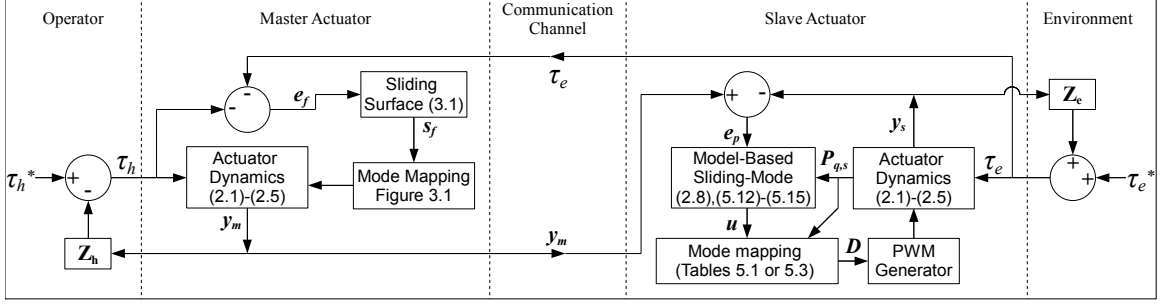 Operator
Master Actuator
Communication
Channel
Slave Actuator
Environment
τe
-
-
ef
Sliding
Surface (3.1)
sf
+
-
ep
ys
Ze
τh*
+
-
τh
Actuator
Dynamics
(2.1)-(2.5)
Mode Mapping
Figure 3.1
Model-Based
Sliding-Mode
(2.8),(5.12)-(5.15)
Pq,s
Actuator
Dynamics
(2.1)-(2.5)
τe
+
+
τe*
ym
Zh
ym
u
Mode mapping
(Tables 5.1 or 5.3)
D
PWM
Generator